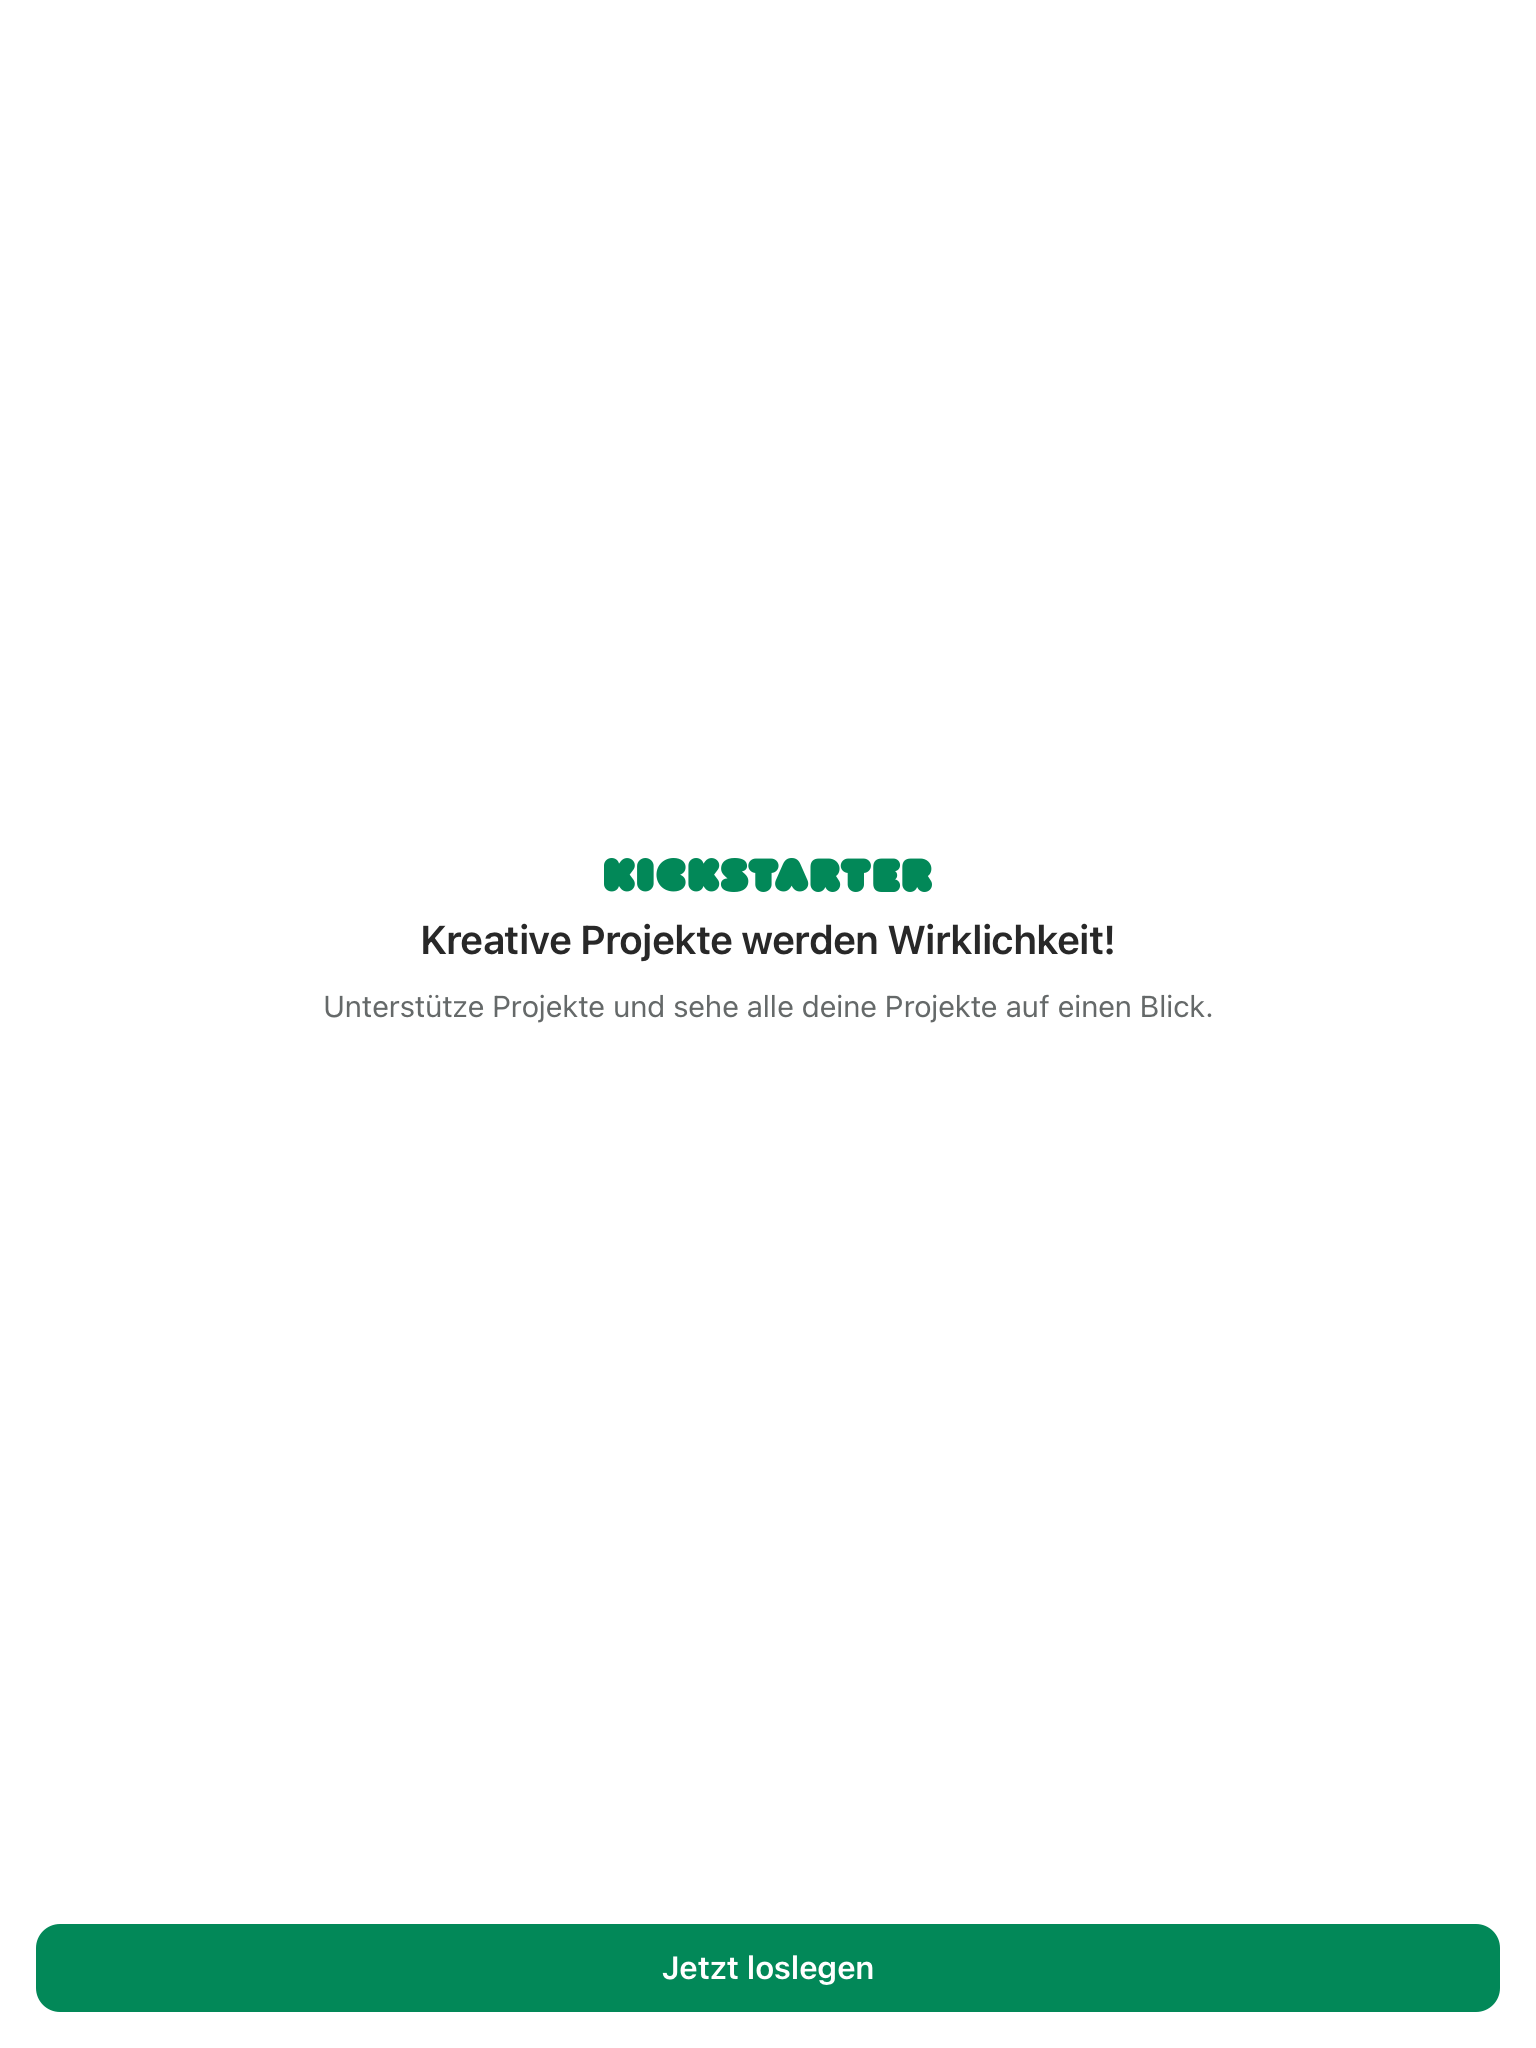 KICKSTARTER
Kreative Projekte werden Wirklichkeit!
Unterstütze Projekte und sehe alle deine Projekte auf einen Blick.
Jetzt loslegen